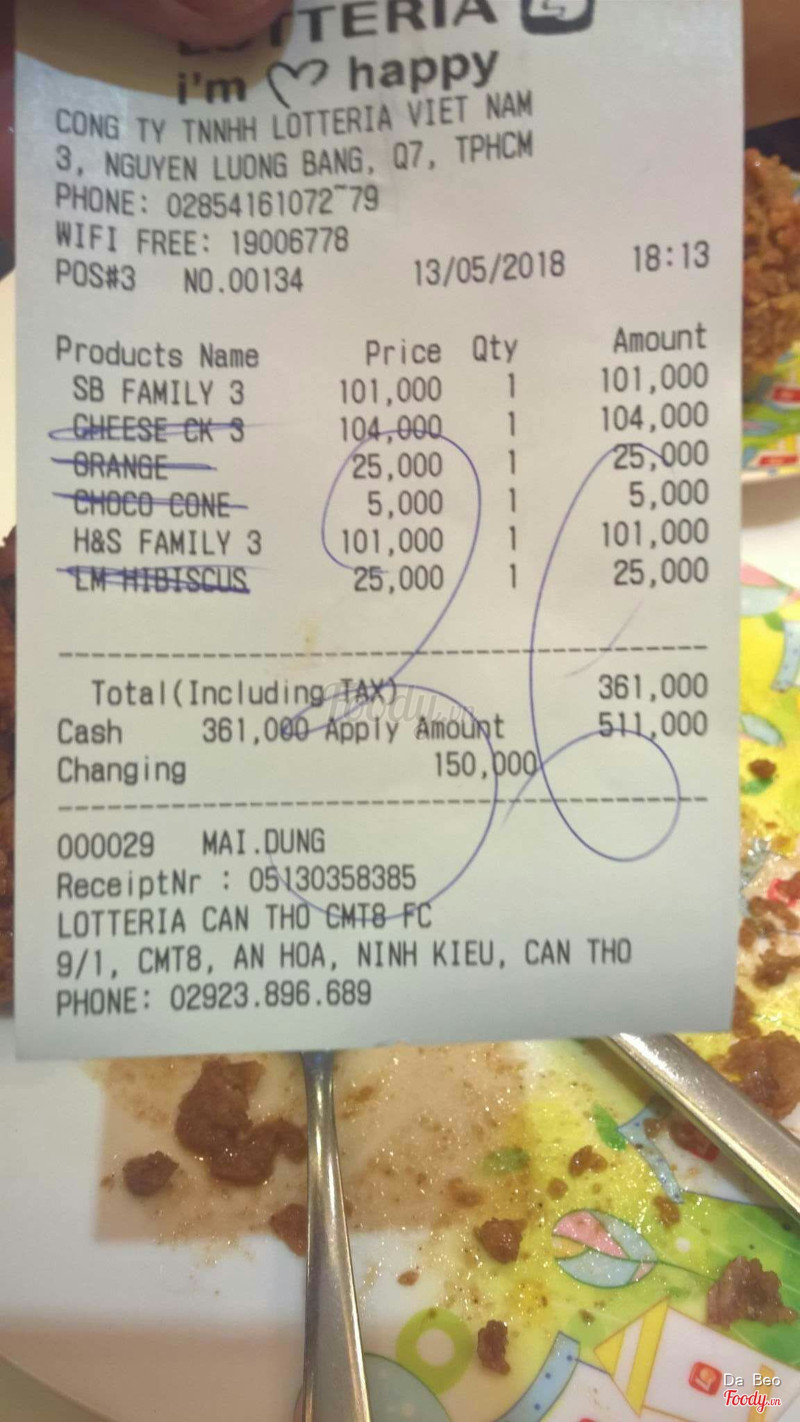 LOTTERIA
i'm happy
CONG TY TNNHH LOTTERIA VIET NAM
3, NGUYEN LUONG BANG, Q7, TPHCM
PHONE: 02854161072~79
WIFI FREE: 19006778
POS#3 NO.00134 13/05/2018 18:13
Products Name Price Qty Amount
SB FAMILY 3 101,000 1 101,000
CHEESE CK 3 104,000 1 104,000
ORANGE 25,000 1 25,000
CHOCO CONE 5,000 1 5,000
H&S FAMILY 3 101,000 1 101,000
LM HIBISCUS 25,000 1 25,000
Total(Including TAX) 361,000
Cash 361,000 Apply Amount 511,000
Changing 150,000
000029 MAI.DUNG
ReceiptNr : 05130358385
LOTTERIA CAN THO CMT8 FC
9/1, CMT8, AN HOA, NINH KIEU, CAN THO
PHONE: 02923.896.689
36
Foody.vn
Da Beo
Foody.vn